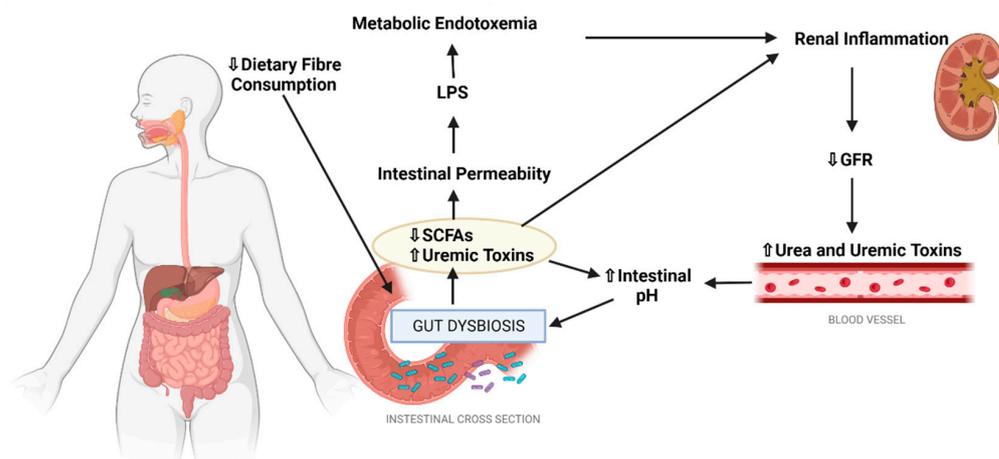 Metabolic Endotoxemia
⇩Dietary Fibre
Consumption
LPS
Intestinal Permeabiity
⇩SCFAs
⇧Uremic Toxins
GUT DYSBIOSIS
INSTESTINAL CROSS SECTION
⇧Intestinal
pH
Renal Inflammation
⇩GFR
⇧Urea and Uremic Toxins
BLOOD VESSEL